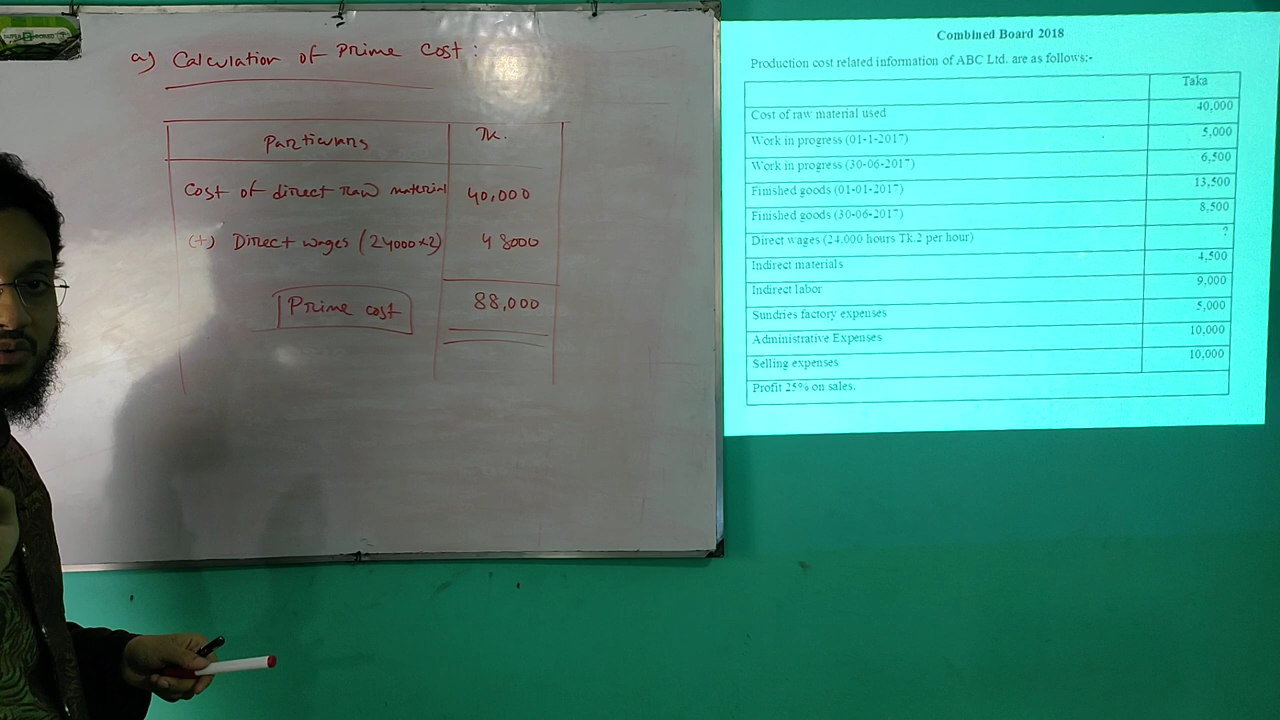 a) Calculation of Prime Cost:
Particulars Tk.
Cost of direct Raw material 40,000
(+) Direct wages (24000×2) 48000
Prime cost 88,000
Combined Board 2018
Production cost related information of ABC Ltd. are as follows:-
Taka
Cost of raw material used 40,000
Work in progress (01-1-2017) 5,000
Work in progress (30-06-2017) 6,500
Finished goods (01-01-2017) 13,500
Finished goods (30-06-2017) 8,500
Direct wages (24,000 hours Tk.2 per hour) ?
Indirect materials 4,500
Indirect labor 9,000
Sundries factory expenses 5,000
Administrative Expenses 10,000
Selling expenses 10,000
Profit 25% on sales.